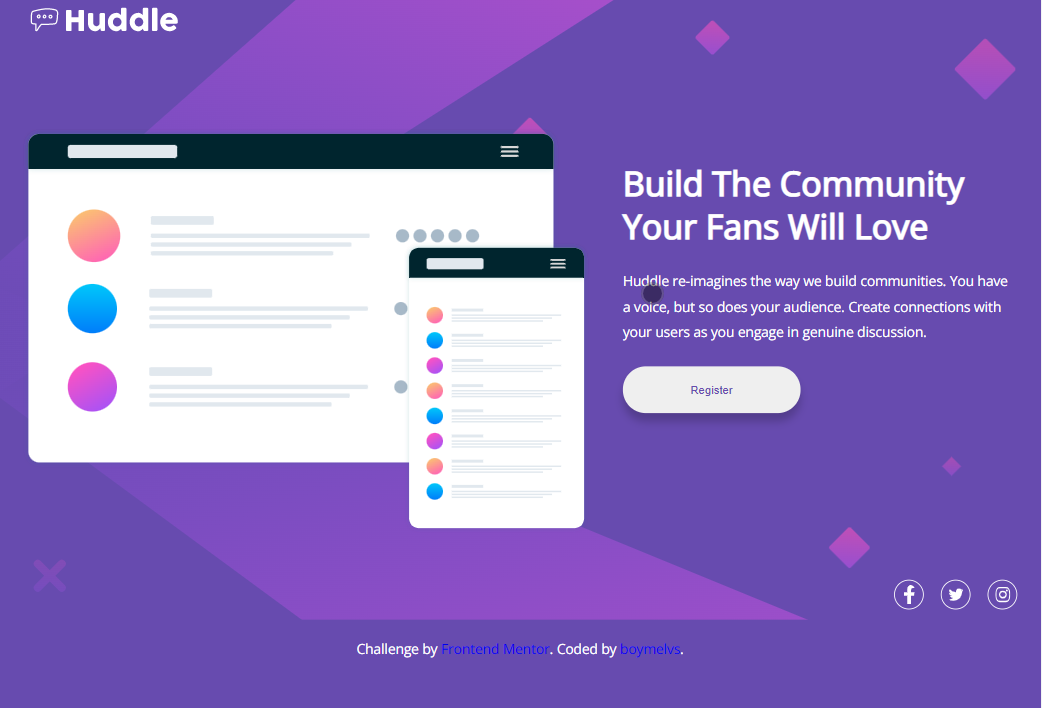 Huddle
Build The Community
Your Fans Will Love
Huddle re-imagines the way we build communities. You have
a voice, but so does your audience. Create connections with
your users as you engage in genuine discussion.
Register
Challenge by Frontend Mentor. Coded by boymelvs.